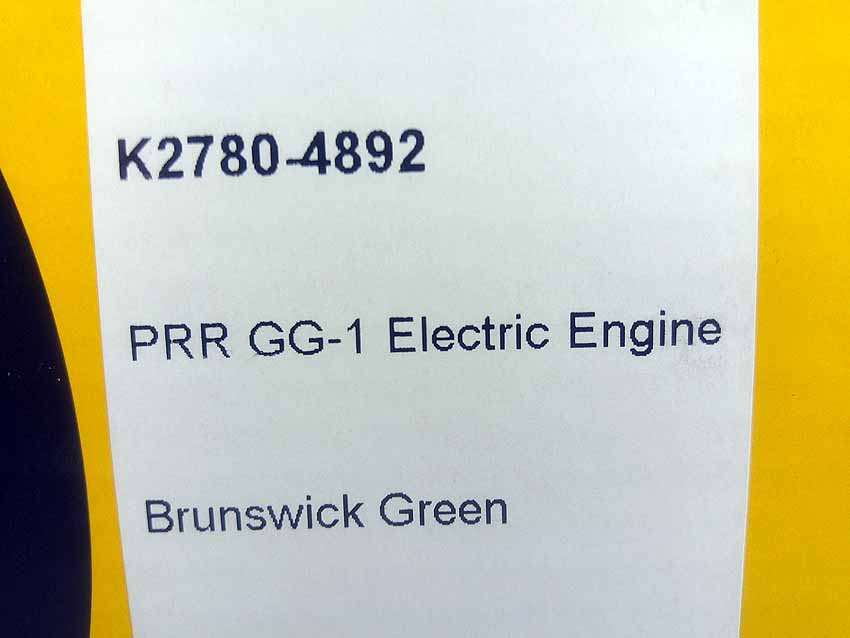 K2780-4892
PRR GG-1 Electric Engine
Brunswick Green